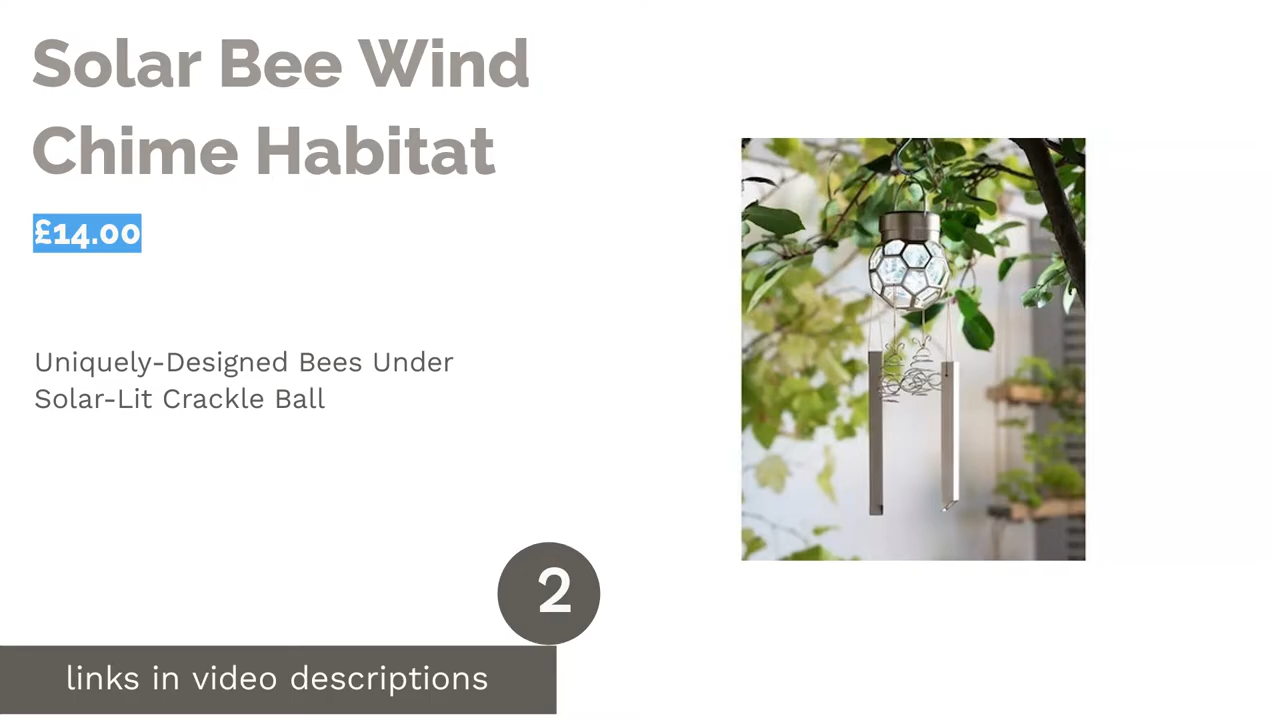 Solar Bee Wind
Chime Habitat
£14.00
Uniquely-Designed Bees Under
Solar-Lit Crackle Ball
2
links in video descriptions